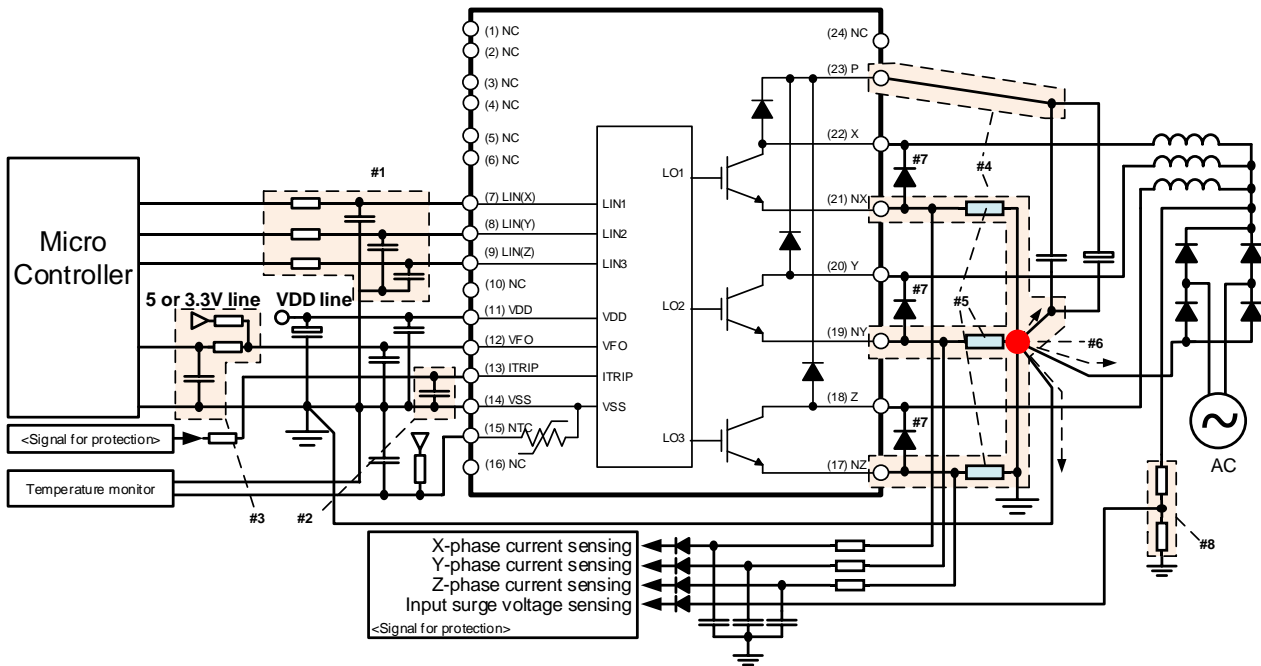 (1) NC
(2) NC
(3) NC
(4) NC
(5) NC
(6) NC
(7) LIN(X)
(8) LIN(Y)
(9) LIN(Z)
(10) NC
(11) VDD
(12) VFO
(13) ITRIP
(14) VSS
(15) NTC
(16) NC
LIN1
LIN2
LIN3
VDD
VFO
ITRIP
VSS
LO1
LO2
LO3
(24) NC
(23) P
(22) X
(21) NX
(20) Y
(19) NY
(18) Z
(17) NZ
#1
Micro
Controller
5 or 3.3V line
VDD line
<Signal for protection>
Temperature monitor
#3
#2
#7
#4
#7
#5
#6
#7
AC
#8
X-phase current sensing
Y-phase current sensing
Z-phase current sensing
Input surge voltage sensing
<Signal for protection>